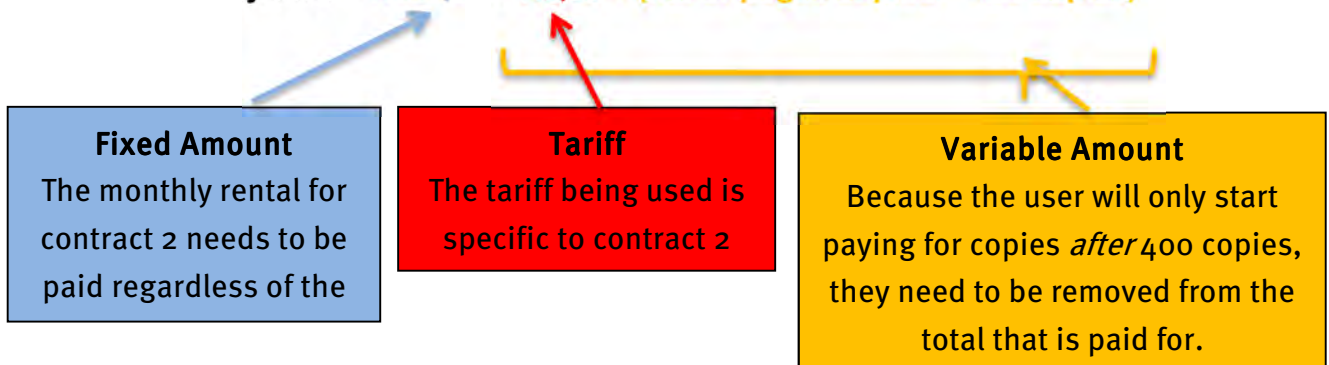 Fixed Amount
The monthly rental for
contract 2 needs to be
paid regardless of the
Tariff
The tariff being used is
specific to contract 2
Variable Amount
Because the user will only start
paying for copies after 400 copies,
they need to be removed from the
total that is paid for.